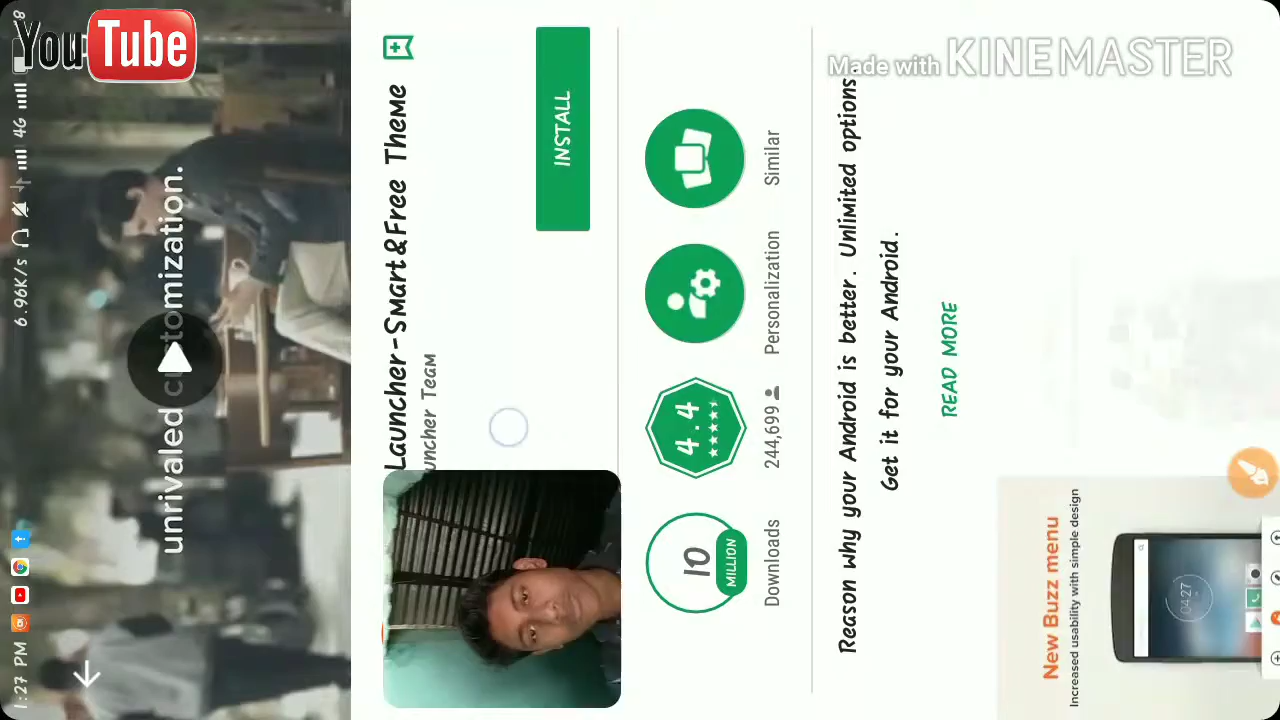 YouTube
Made with KINEMASTER
1:27 PM
6.96K/s
4G
unrivaled customization.
Launcher-Smart&Free Theme
uncher Team
INSTALL
10
MILLION
Downloads
4.4
244,699
Personalization
Similar
Reason why your Android is better. Unlimited options.
Get it for your Android.
READ MORE
New Buzz menu
Increased usability with simple design
04:27